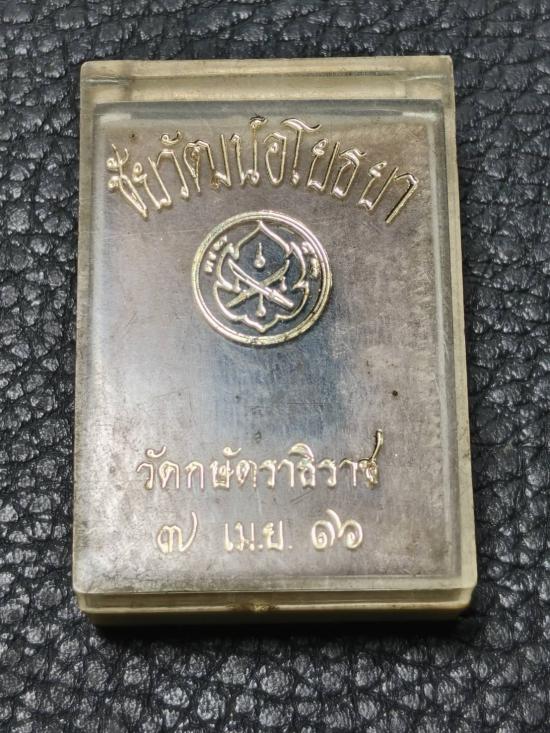 ชัยวัฒน์อโยธยา
วัดกษัตราธิราช
๗ เม.ย. ๓๖